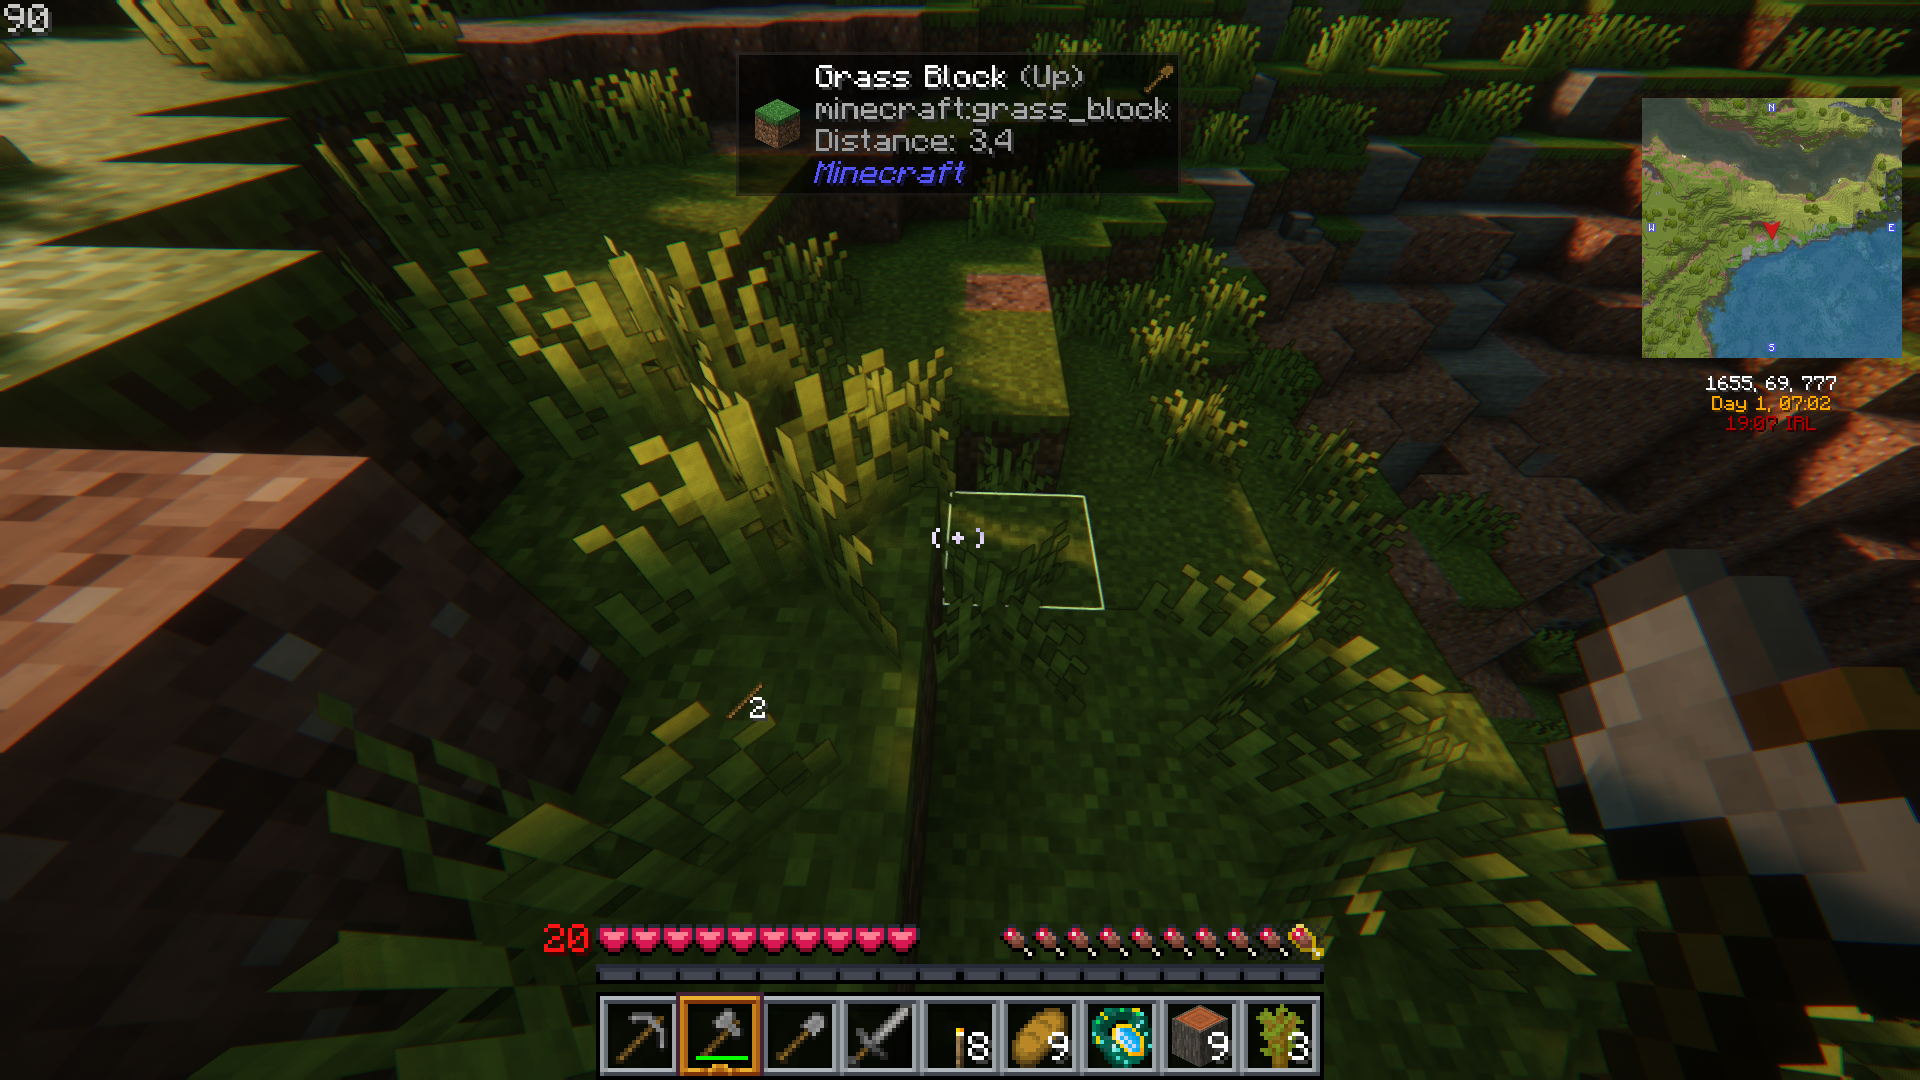 90
Grass Block (Up)
minecraft:grass_block
Distance: 3,4
Minecraft
N
W
E
S
1655, 69, 777
Day 1, 07:02
19:07 IRL
( + )
2
20
8
9
9
3